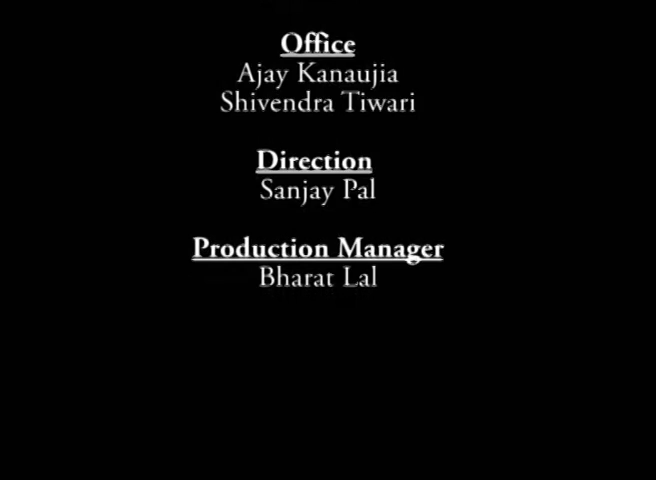 Office
Ajay Kanaujia
Shivendra Tiwari
Direction
Sanjay Pal
Production Manager
Bharat Lal